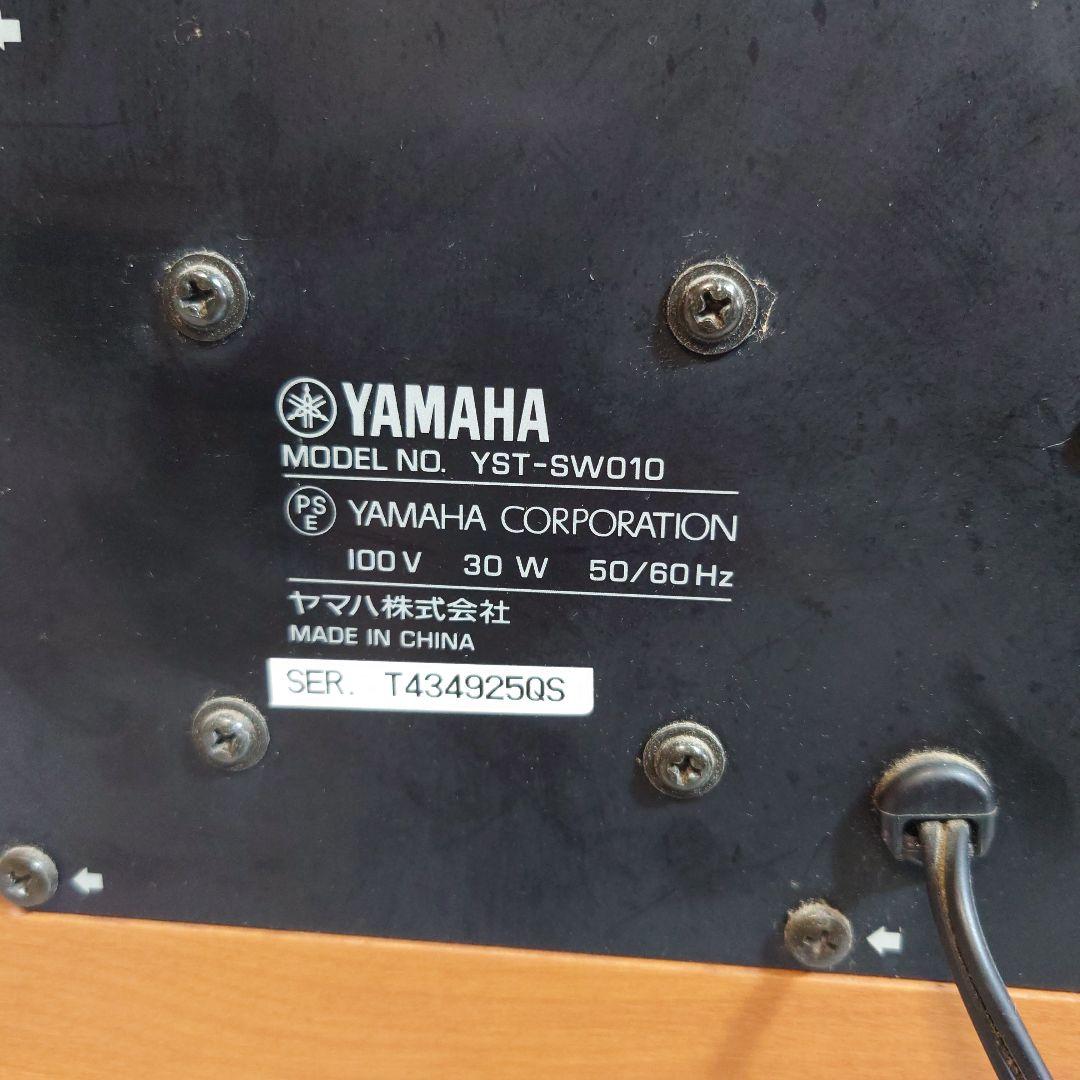 YAMAHA
MODEL NO. YST-SW010
PS E YAMAHA CORPORATION
100V 30 W 50/60Hz
ヤマハ株式会社
MADE IN CHINA
SER. T434925QS